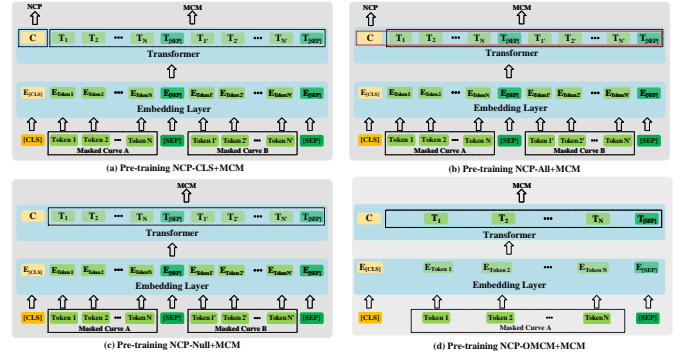 NCP MCM
C T1 T2 ••• TN T[SEP] T1' T2' ••• TN' T[SEP]
Transformer
E[CLS] EToken1 EToken2 ••• ETokenN E[SEP] EToken1' EToken2' ••• ETokenN' E[SEP]
Embedding Layer
[CLS] Token 1 Token 2 ••• Token N [SEP] Token 1' Token 2' ••• Token N' [SEP]
Masked Curve A Masked Curve B
(a) Pre-training NCP-CLS+MCM
NCP MCM
C T1 T2 ••• TN T[SEP] T1' T2' ••• TN' T[SEP]
Transformer
E[CLS] EToken1 EToken2 ••• ETokenN E[SEP] EToken1' EToken2' ••• ETokenN' E[SEP]
Embedding Layer
[CLS] Token 1 Token 2 ••• Token N [SEP] Token 1' Token 2' ••• Token N' [SEP]
Masked Curve A Masked Curve B
(b) Pre-training NCP-All+MCM
MCM
C T1 T2 ••• TN T[SEP] T1' T2' ••• TN' T[SEP]
Transformer
E[CLS] EToken1 EToken2 ••• ETokenN E[SEP] EToken1' EToken2' ••• ETokenN' E[SEP]
Embedding Layer
[CLS] Token 1 Token 2 ••• Token N [SEP] Token 1' Token 2' ••• Token N' [SEP]
Masked Curve A Masked Curve B
(c) Pre-training NCP-Null+MCM
MCM
C T1 T2 ••• TN T[SEP]
Transformer
E[CLS] EToken 1 EToken 2 ••• EToken N E[SEP]
Embedding Layer
[CLS] Token 1 Token 2 ••• Token N [SEP]
Masked Curve A
(d) Pre-training NCP-OMCM+MCM